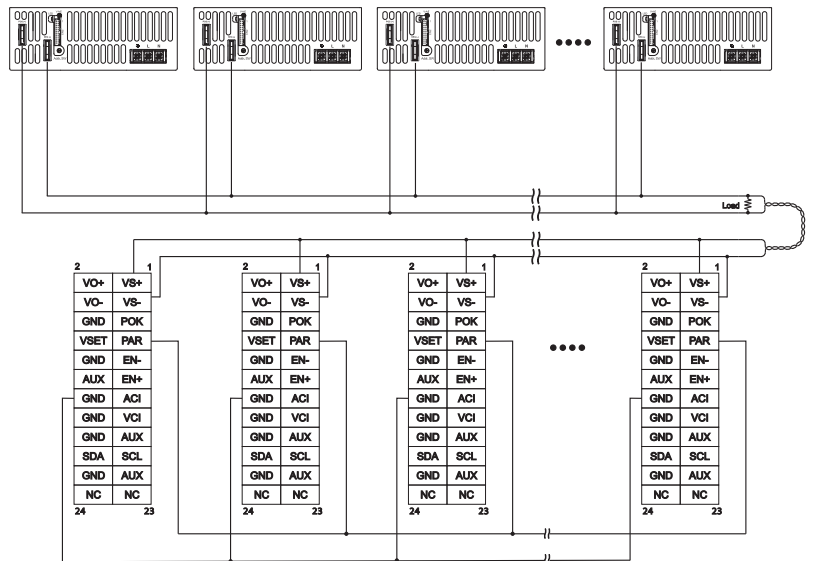 L N
L N
L N
L N
Load
2 1
VO+ VS+
VO- VS-
GND POK
VSET PAR
GND EN-
AUX EN+
GND ACI
GND VCI
GND AUX
SDA SCL
GND AUX
NC NC
24 23
2 1
VO+ VS+
VO- VS-
GND POK
VSET PAR
GND EN-
AUX EN+
GND ACI
GND VCI
GND AUX
SDA SCL
GND AUX
NC NC
24 23
2 1
VO+ VS+
VO- VS-
GND POK
VSET PAR
GND EN-
AUX EN+
GND ACI
GND VCI
GND AUX
SDA SCL
GND AUX
NC NC
24 23
2 1
VO+ VS+
VO- VS-
GND POK
VSET PAR
GND EN-
AUX EN+
GND ACI
GND VCI
GND AUX
SDA SCL
GND AUX
NC NC
24 23